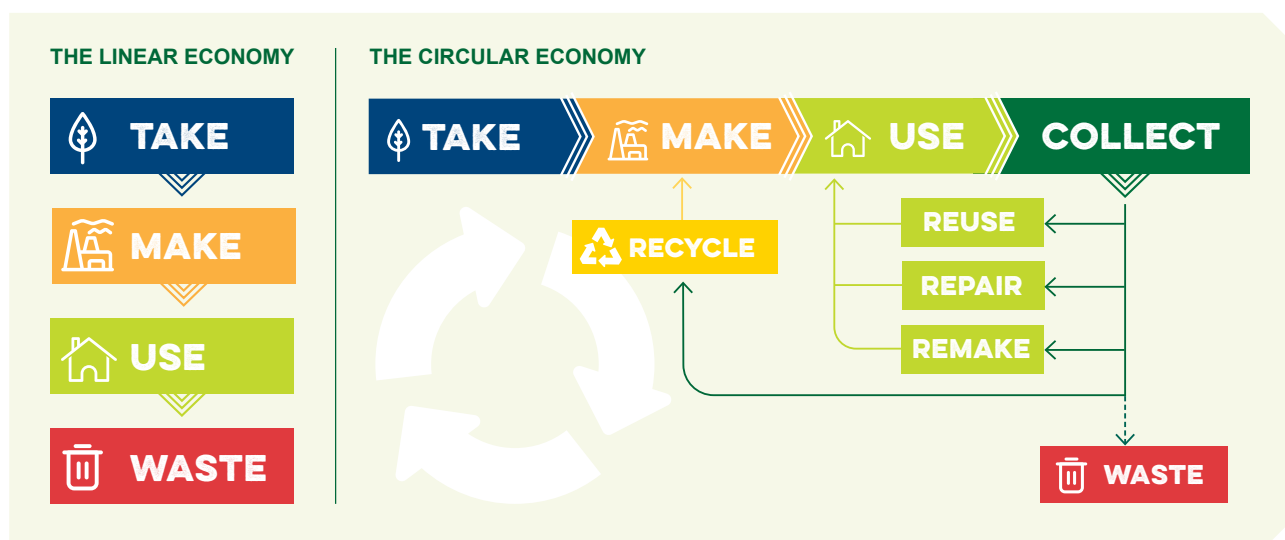 THE LINEAR ECONOMY
TAKE
MAKE
USE
WASTE
THE CIRCULAR ECONOMY
TAKE
MAKE
USE
COLLECT
RECYCLE
REUSE
REPAIR
REMAKE
WASTE